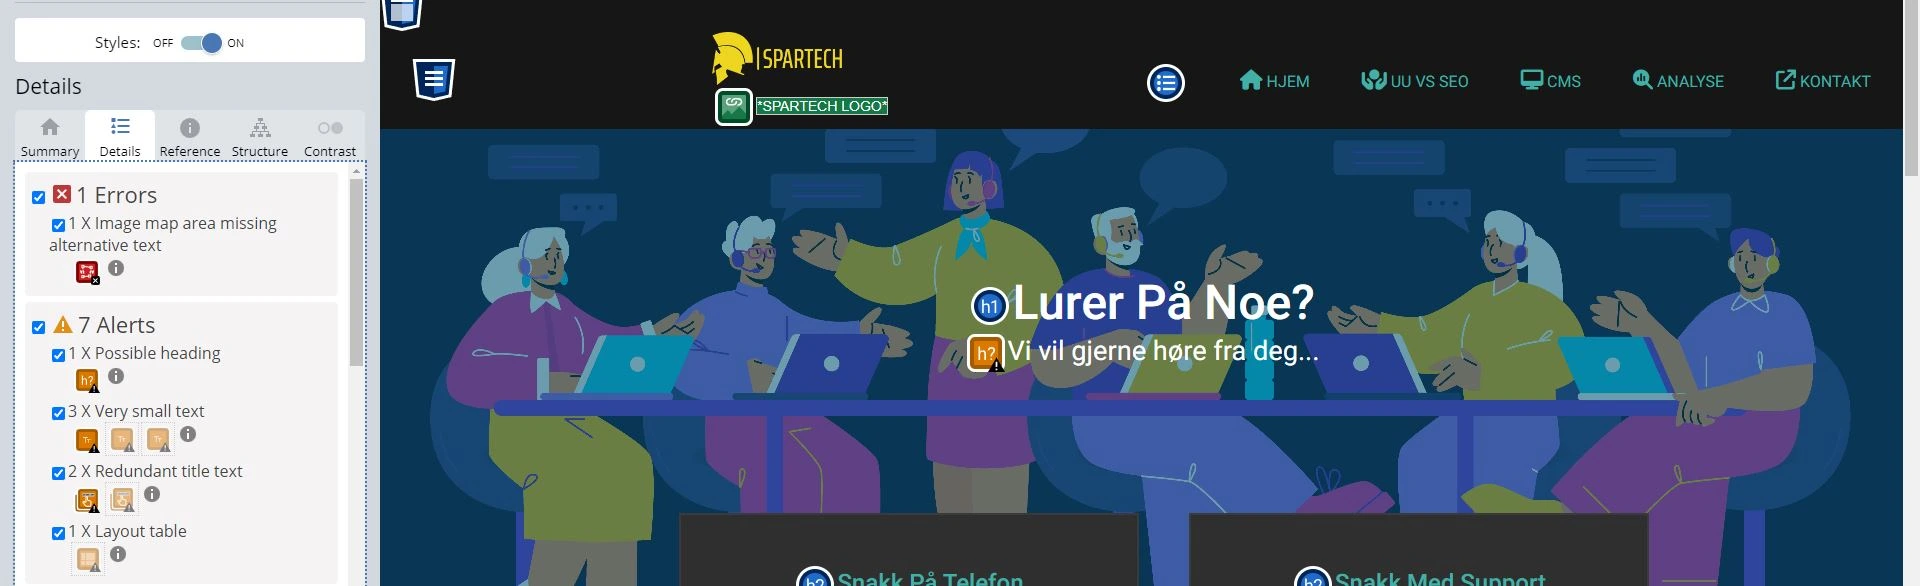 Styles: OFF ON
Details
Summary Details Reference Structure Contrast
1 Errors
1 X Image map area missing
alternative text
7 Alerts
1 X Possible heading
h?
3 X Very small text
2 X Redundant title text
1 X Layout table
|SPARTECH
*SPARTECH LOGO*
HJEM UU VS SEO CMS ANALYSE KONTAKT
h1 Lurer På Noe?
h? Vi vil gjerne høre fra deg...
h2 Snakk På Telefon
h2 Snakk Med Support